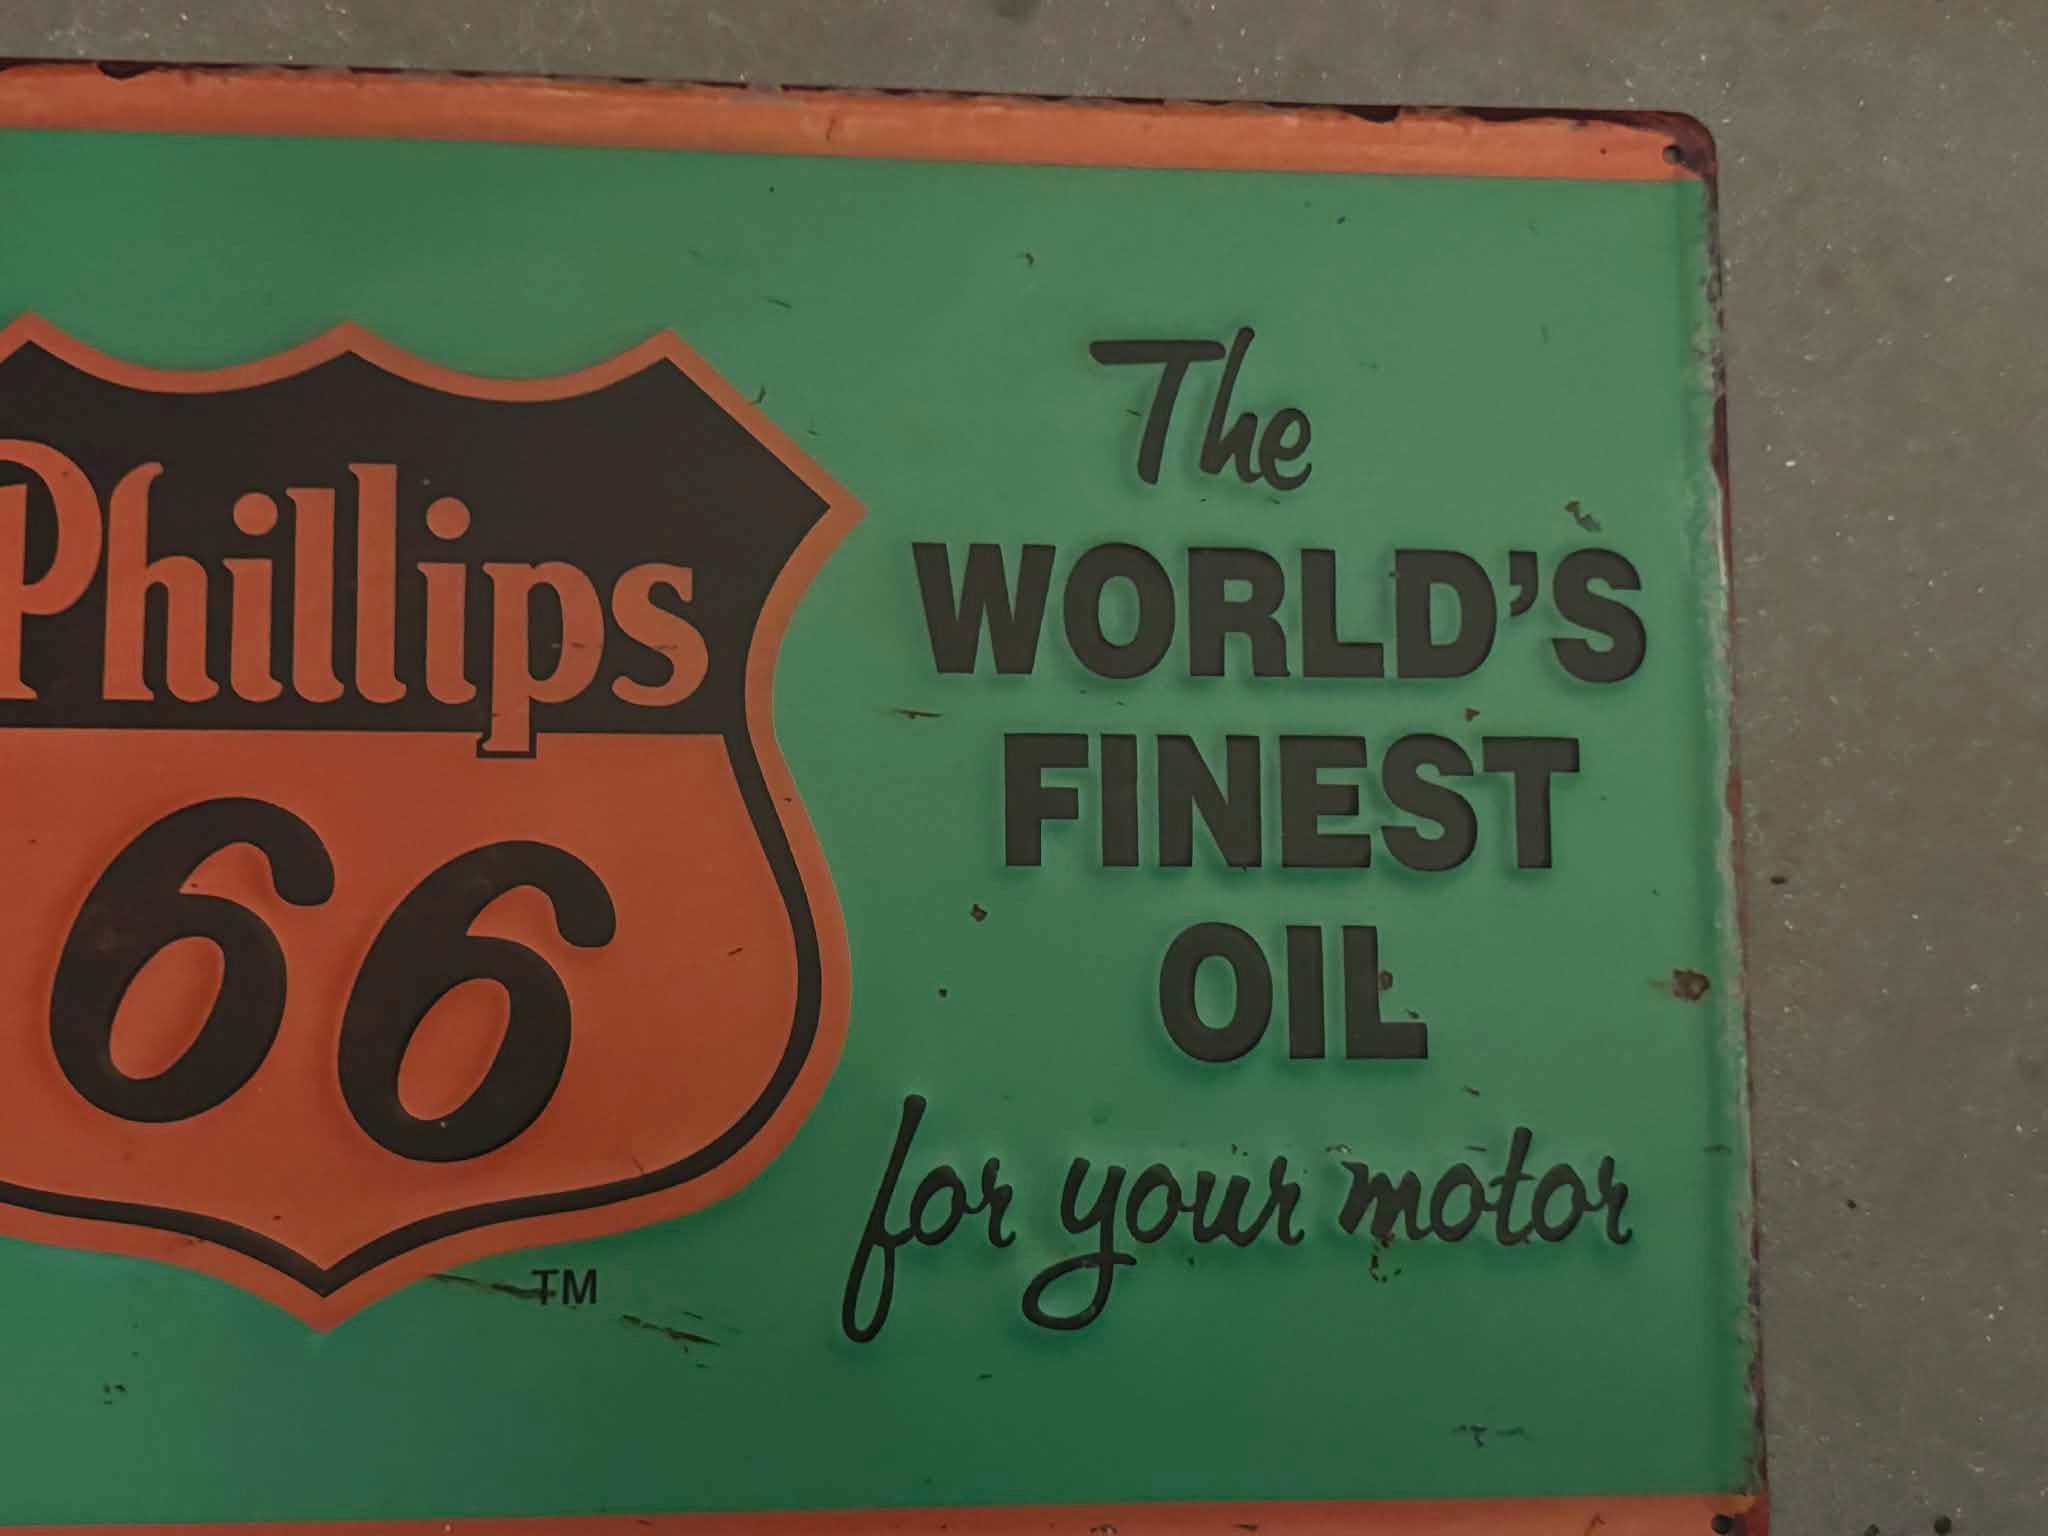 Phillips
66
TM
The
WORLD'S
FINEST
OIL
for your motor